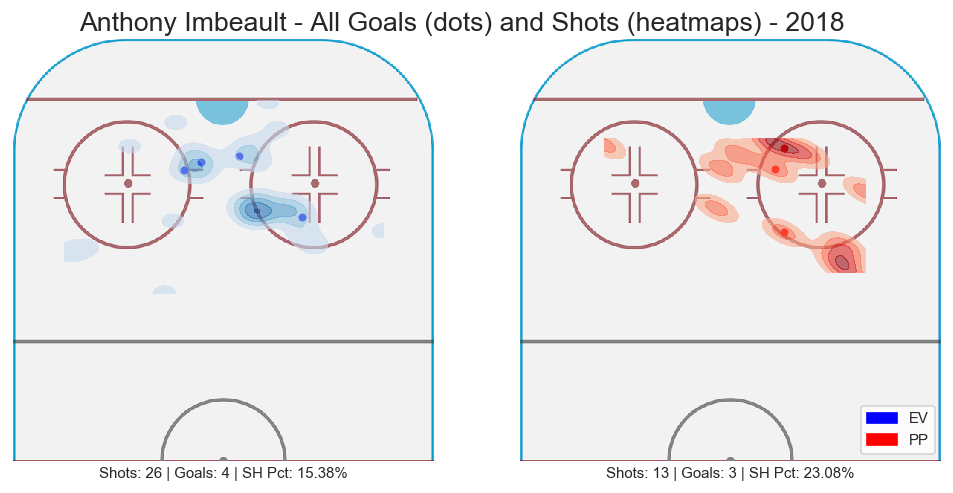 Anthony Imbeault - All Goals (dots) and Shots (heatmaps) - 2018
EV
PP
Shots: 26 | Goals: 4 | SH Pct: 15.38%
Shots: 13 | Goals: 3 | SH Pct: 23.08%